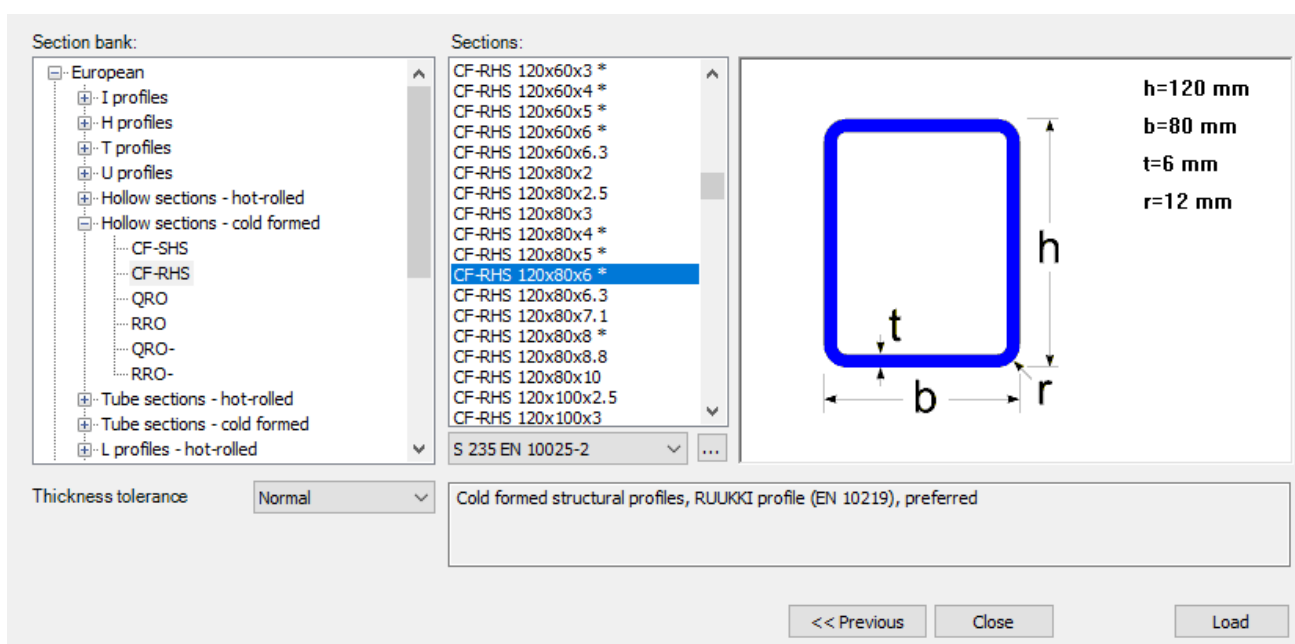 Section bank:
European
I profiles
H profiles
T profiles
U profiles
Hollow sections - hot-rolled
Hollow sections - cold formed
CF-SHS
CF-RHS
QRO
RRO
QRO-
RRO-
Tube sections - hot-rolled
Tube sections - cold formed
L profiles - hot-rolled
Sections:
CF-RHS 120x60x3 *
CF-RHS 120x60x4 *
CF-RHS 120x60x5 *
CF-RHS 120x60x6 *
CF-RHS 120x60x6.3
CF-RHS 120x80x2
CF-RHS 120x80x2.5
CF-RHS 120x80x3
CF-RHS 120x80x4 *
CF-RHS 120x80x5 *
CF-RHS 120x80x6 *
CF-RHS 120x80x6.3
CF-RHS 120x80x7.1
CF-RHS 120x80x8 *
CF-RHS 120x80x8.8
CF-RHS 120x80x10
CF-RHS 120x100x2.5
CF-RHS 120x100x3
S 235 EN 10025-2
...
h=120 mm
b=80 mm
t=6 mm
r=12 mm
h
t
b
r
Thickness tolerance
Normal
Cold formed structural profiles, RUUKKI profile (EN 10219), preferred
<< Previous
Close
Load